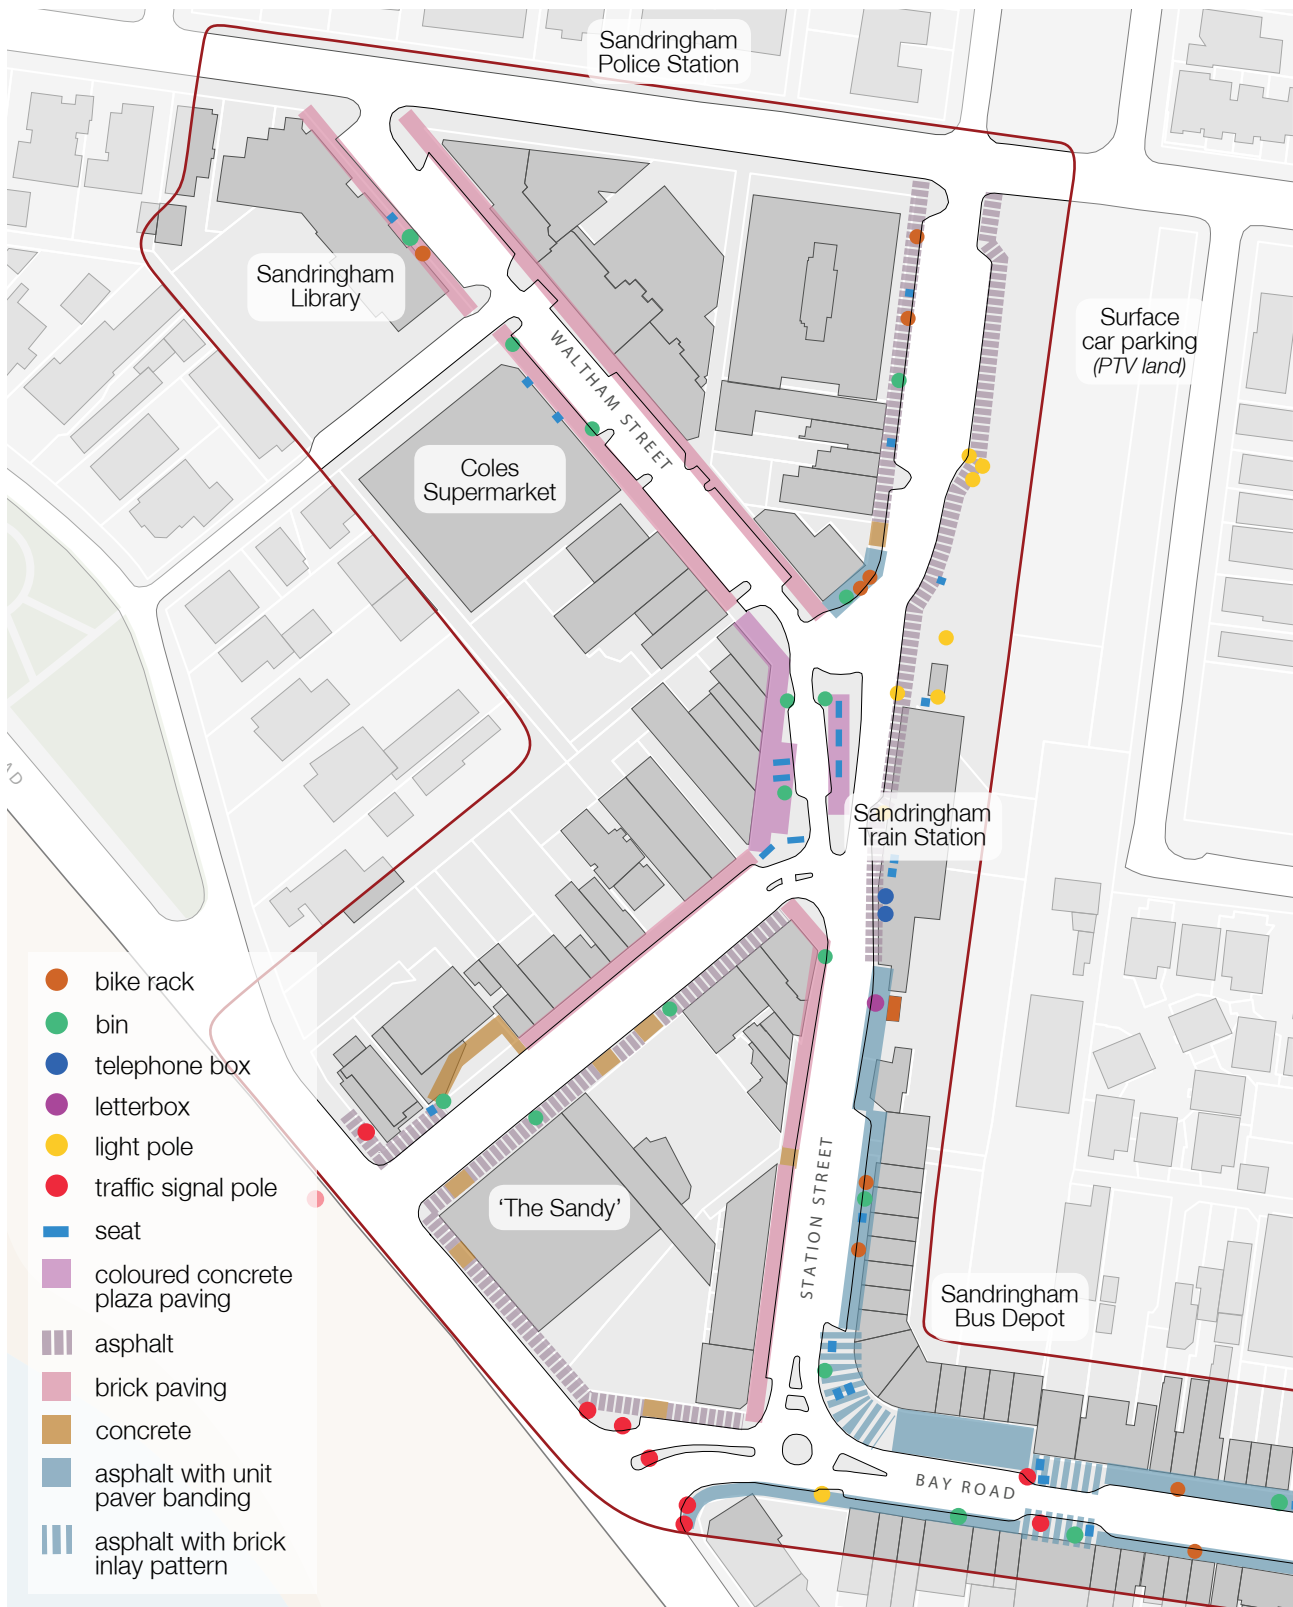 Sandringham
Police Station
Sandringham
Library
WALTHAM STREET
Surface
car parking
(PTV land)
Coles
Supermarket
AD
Sandringham
Train Station
bike rack
bin
telephone box
letterbox
light pole
traffic signal pole
seat
coloured concrete
plaza paving
asphalt
brick paving
concrete
asphalt with unit
paver banding
asphalt with brick
inlay pattern
'The Sandy'
STATION STREET
Sandringham
Bus Depot
BAY ROAD